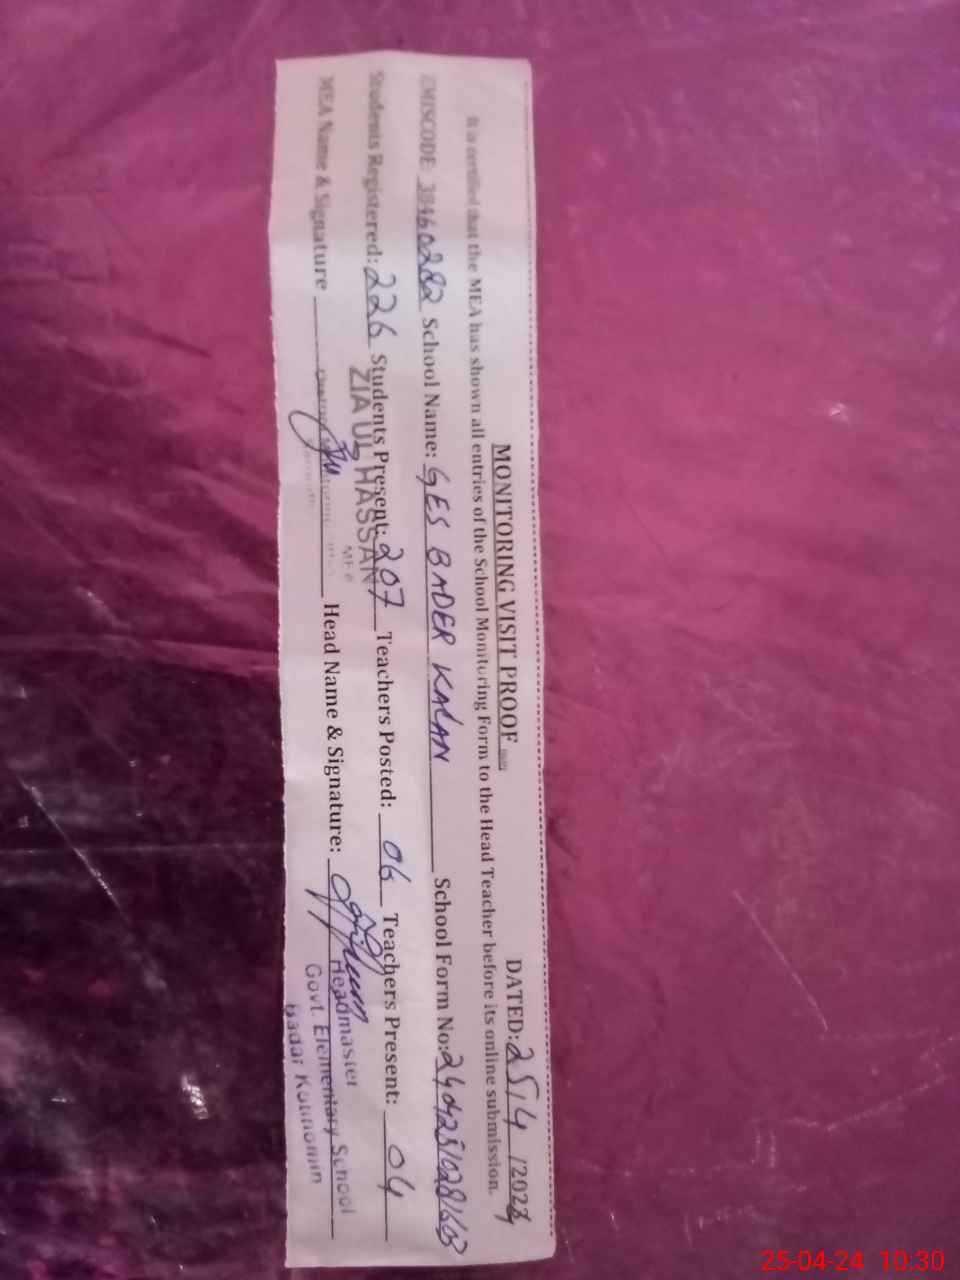 MONITORING VISIT PROOF DATED: 25/4/2024
It is certified that the MEA has shown all entries of the School Monitoring Form to the Head Teacher before its online submission.
EMISCODE: 38460282 School Name: GES BADER KALAN School Form No:
Students Registered: 226 Students Present: 207 Teachers Posted: 06 Teachers Present: 04
ZIA UL HASSAN
MEA
MEA Name & Signature Head Name & Signature:
Headmaster
Govt. Elementary School
Badar
25-04-24 10:30